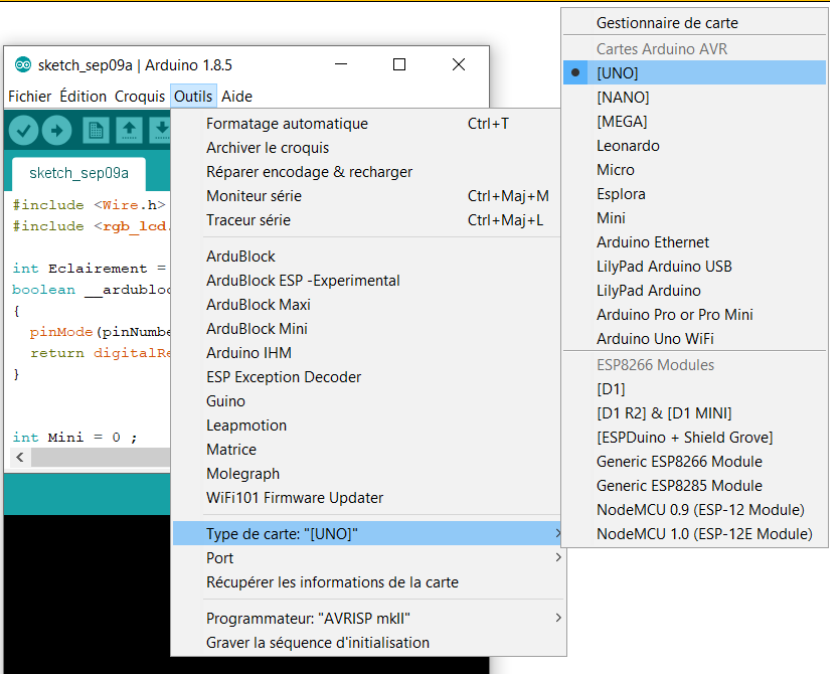 sketch_sep09a | Arduino 1.8.5
Fichier Édition Croquis Outils Aide
sketch_sep09a
#include <Wire.h>
#include <rgb_lcd.
int Eclairement =
boolean __ardubloc
{
pinMode(pinNumbe
return digitalRe
}
int Mini = 0 ;
Formatage automatique Ctrl+T
Archiver le croquis
Réparer encodage & recharger
Moniteur série Ctrl+Maj+M
Traceur série Ctrl+Maj+L
ArduBlock
ArduBlock ESP -Experimental
ArduBlock Maxi
ArduBlock Mini
Arduino IHM
ESP Exception Decoder
Guino
Leapmotion
Matrice
Molegraph
WiFi101 Firmware Updater
Type de carte: "[UNO]"
Port
Récupérer les informations de la carte
Programmateur: "AVRISP mkII"
Graver la séquence d'initialisation
Gestionnaire de carte
Cartes Arduino AVR
[UNO]
[NANO]
[MEGA]
Leonardo
Micro
Esplora
Mini
Arduino Ethernet
LilyPad Arduino USB
LilyPad Arduino
Arduino Pro or Pro Mini
Arduino Uno WiFi
ESP8266 Modules
[D1]
[D1 R2] & [D1 MINI]
[ESPDuino + Shield Grove]
Generic ESP8266 Module
Generic ESP8285 Module
NodeMCU 0.9 (ESP-12 Module)
NodeMCU 1.0 (ESP-12E Module)